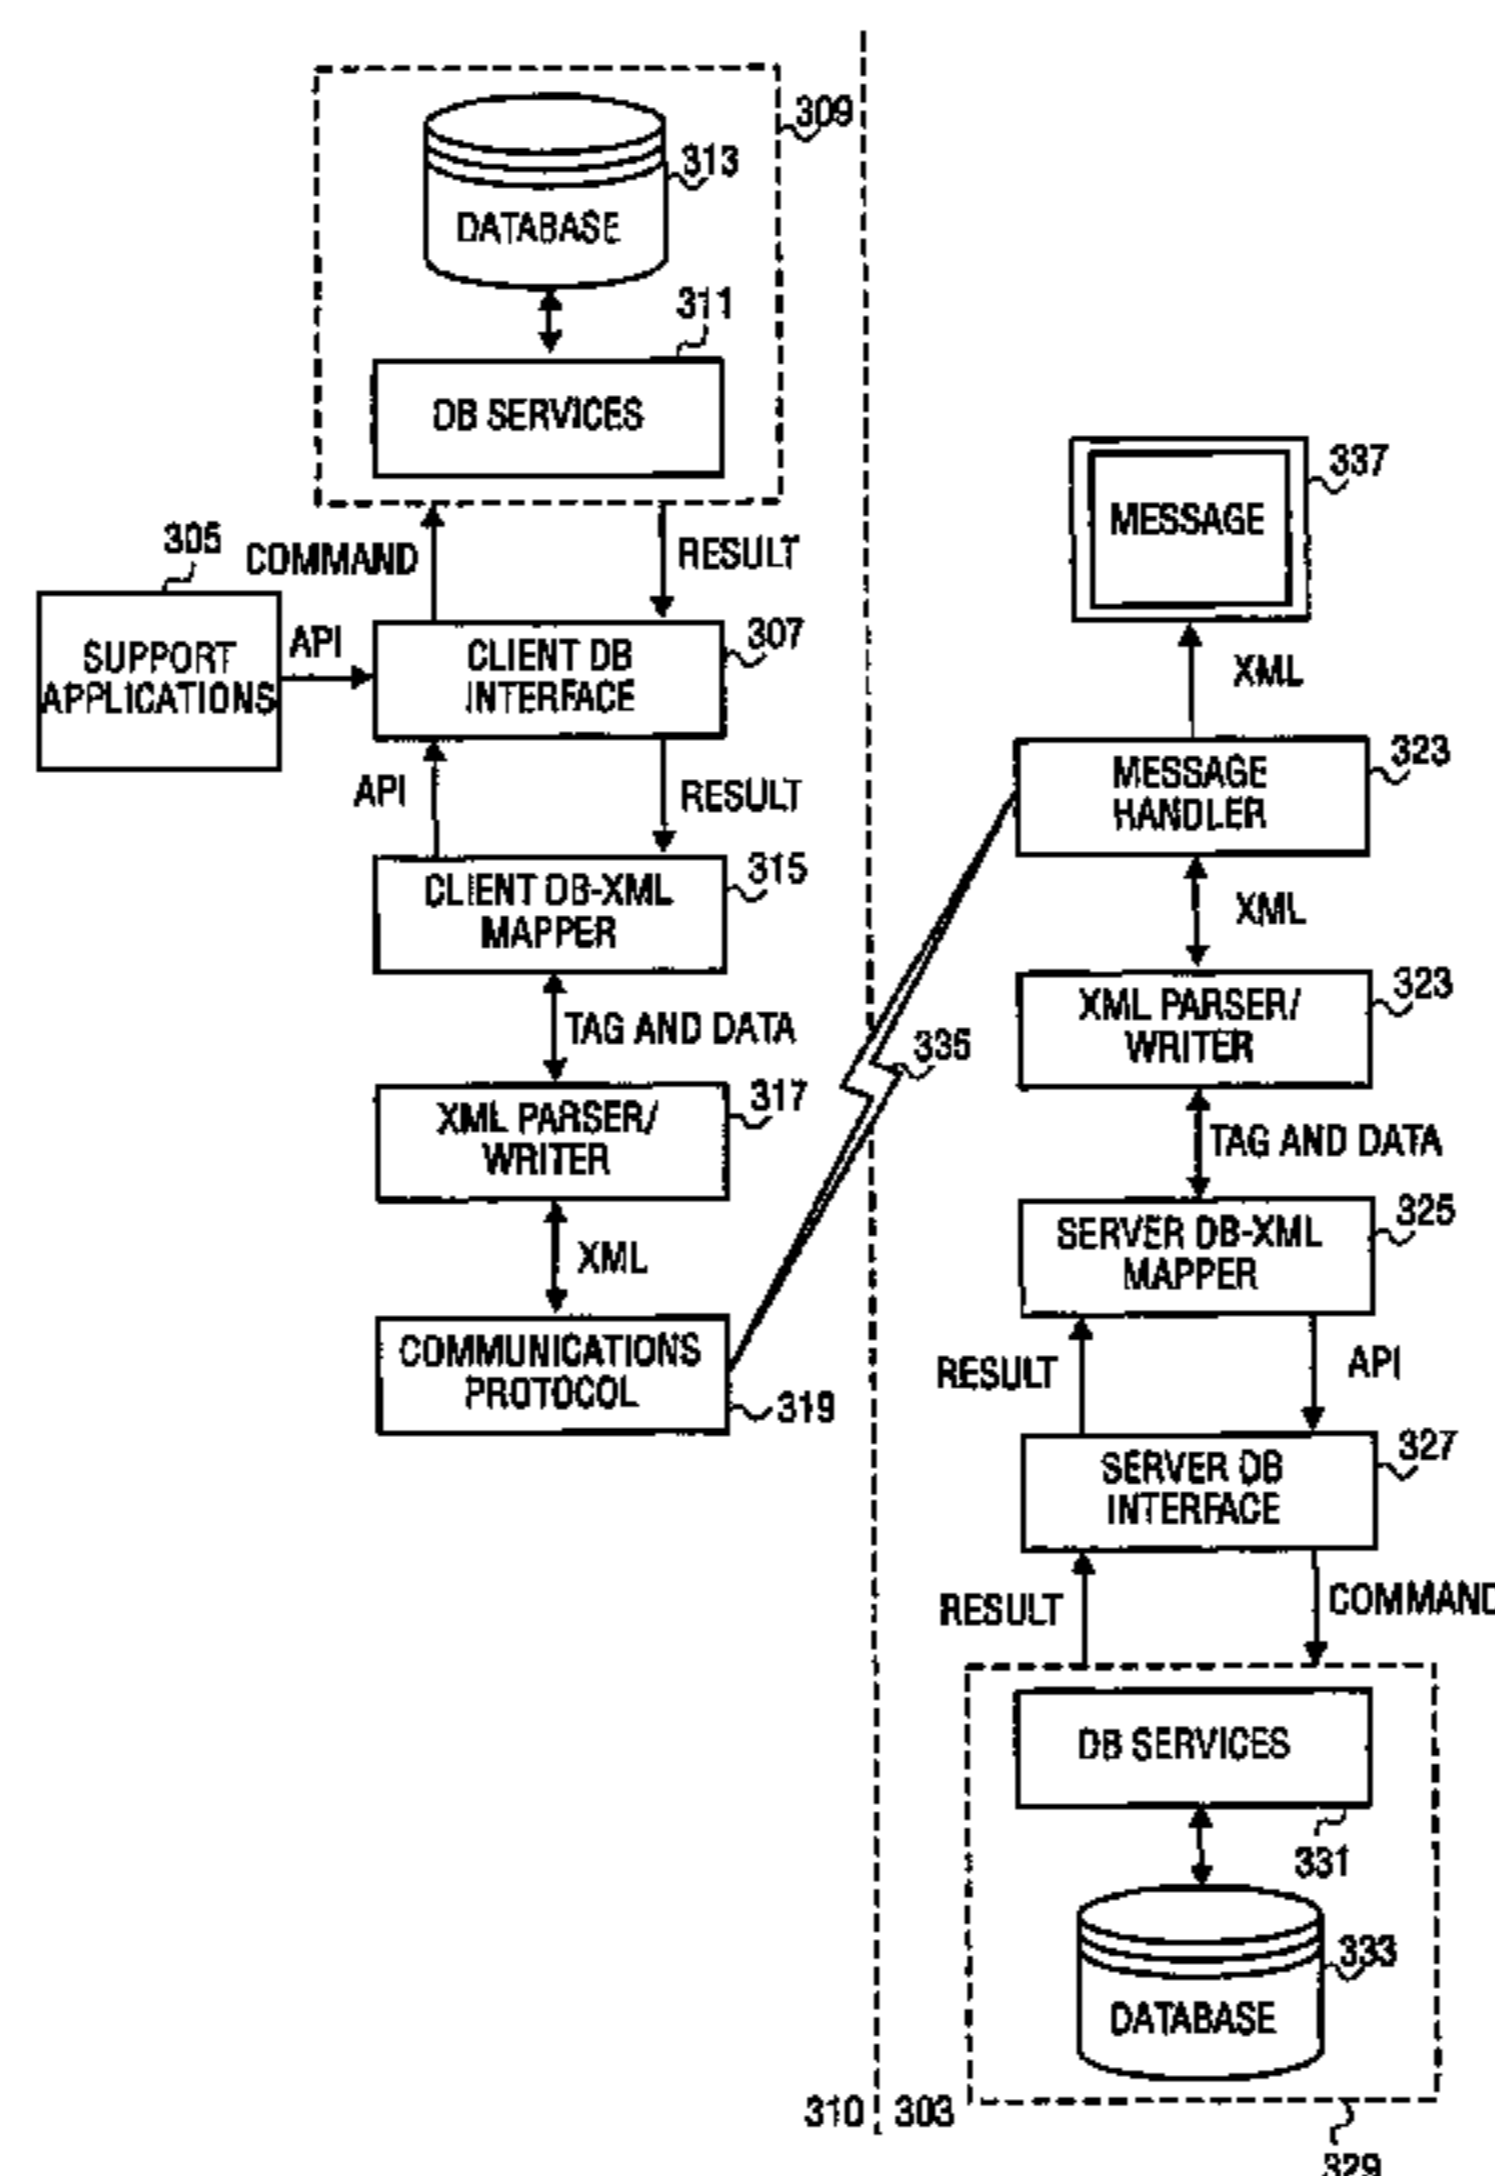 309
313
DATABASE
311
DB SERVICES
305
COMMAND
RESULT
SUPPORT
APPLICATIONS
API
CLIENT DB
INTERFACE
307
API
RESULT
CLIENT DB-XML
MAPPER
315
TAG AND DATA
XML PARSER/
WRITER
317
XML
COMMUNICATIONS
PROTOCOL
319
335
337
MESSAGE
XML
MESSAGE
HANDLER
323
XML
XML PARSER/
WRITER
323
TAG AND DATA
SERVER DB-XML
MAPPER
325
RESULT
API
SERVER DB
INTERFACE
327
RESULT
COMMAND
DB SERVICES
331
333
DATABASE
310
303
329